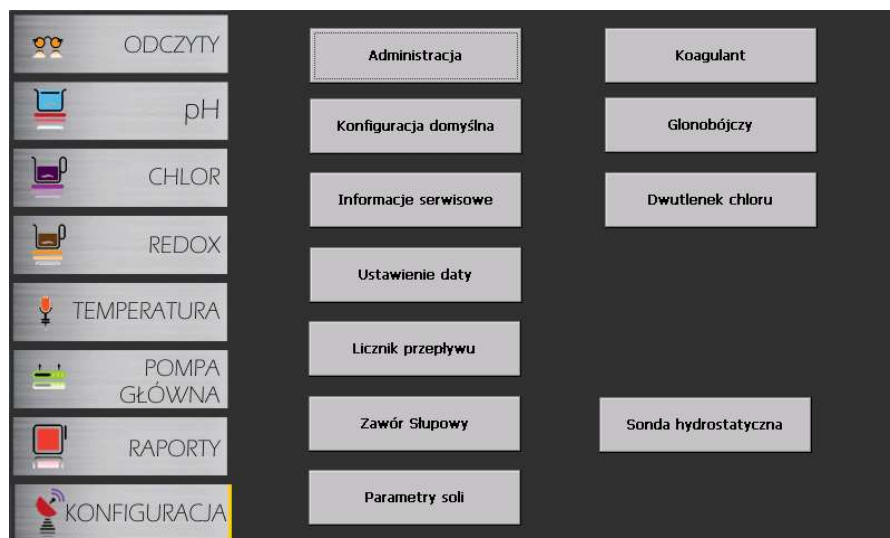 ODCZYTY
pH
CHLOR
REDOX
TEMPERATURA
POMPA
GŁÓWNA
RAPORTY
KONFIGURACJA
Administracja
Konfiguracja domyślna
Informacje serwisowe
Ustawienie daty
Licznik przepływu
Zawór Słupowy
Parametry soli
Koagulant
Glonobójczy
Dwutlenek chloru
Sonda hydrostatyczna